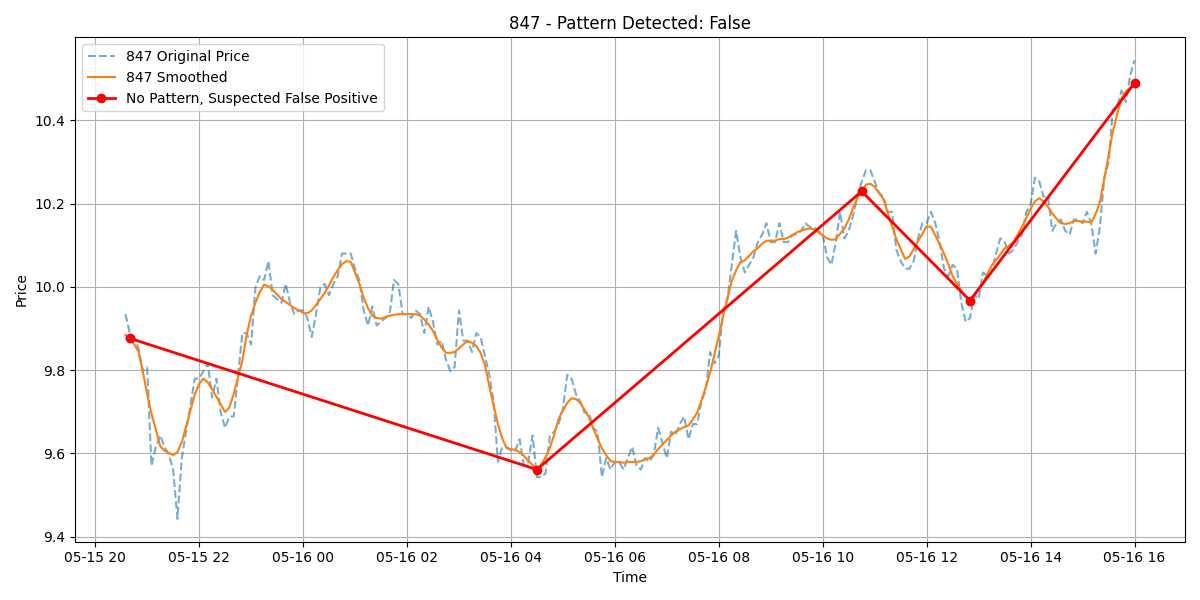 847 - Pattern Detected: False
847 Original Price
847 Smoothed
No Pattern, Suspected False Positive
Price
10.4
10.2
10.0
9.8
9.6
9.4
05-15 20
05-15 22
05-16 00
05-16 02
05-16 04
05-16 06
05-16 08
05-16 10
05-16 12
05-16 14
05-16 16
Time